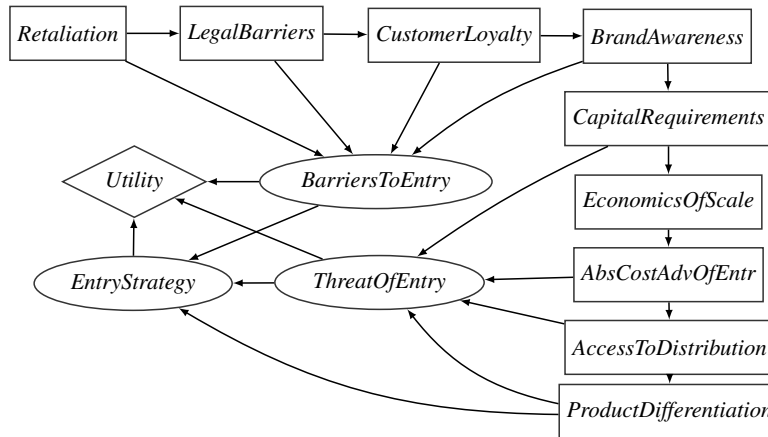 Retaliation
LegalBarriers
CustomerLoyalty
BrandAwareness
CapitalRequirements
Utility
BarriersToEntry
EconomicsOfScale
EntryStrategy
ThreatOfEntry
AbsCostAdvOfEntr
AccessToDistribution
ProductDifferentiation